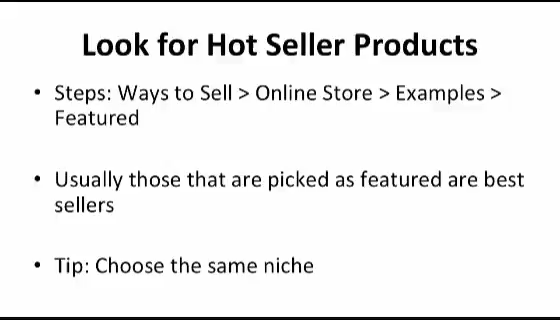 Look for Hot Seller Products
• Steps: Ways to Sell > Online Store > Examples >
Featured
• Usually those that are picked as featured are best
sellers
• Tip: Choose the same niche